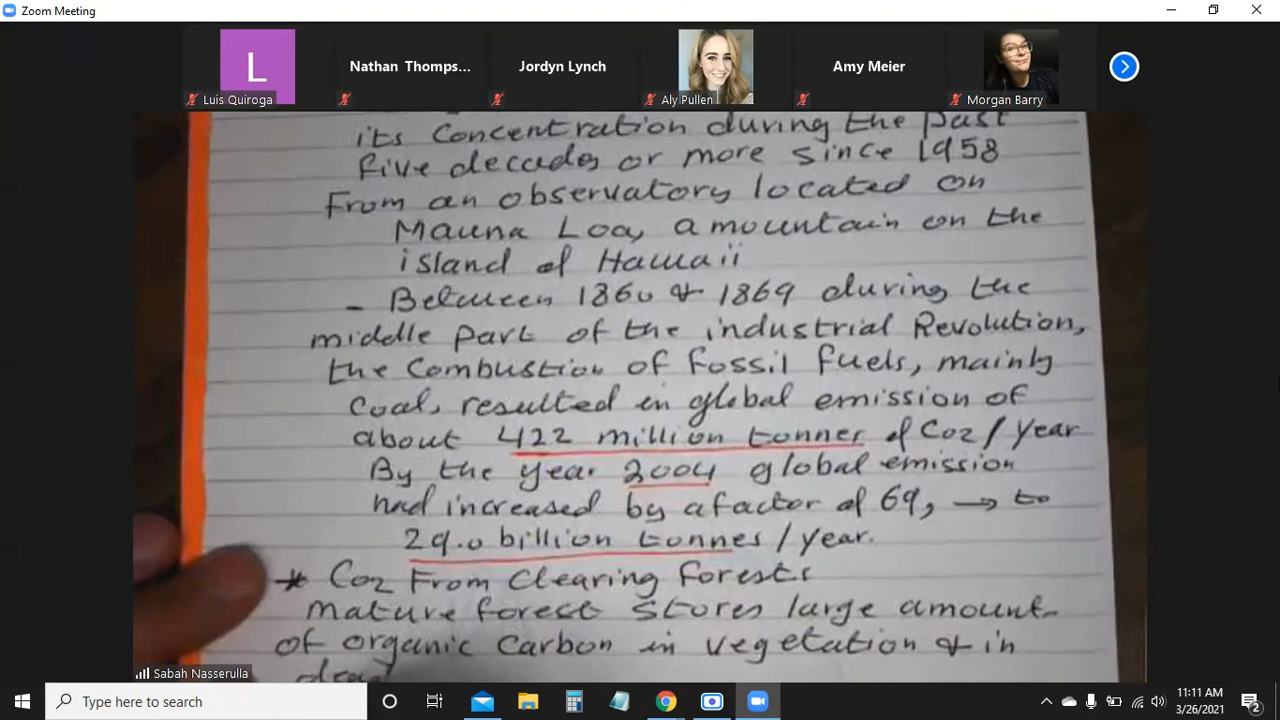 Zoom Meeting
L
Luis Quiroga
Nathan Thomps...
Jordyn Lynch
Aly Pullen
Amy Meier
Morgan Barry
its concentration during the past
five decades or more since 1958
From an observatory located on
Mauna Loa, a mountain on the
island of Hawaii
- Between 1860 & 1869 during the
middle part of the industrial Revolution,
the Combustion of Fossil Fuels, mainly
Coal, resulted in global emission of
about 422 million tonnes of CO2 / year
By the year 2004 global emission
had increased by a factor of 69, → to
29.0 billion tonnes / year.
* CO2 From Clearing Forests
Mature forest stores large amount
of organic carbon in vegetation & in
Sabah Nasserulla
Type here to search
11:11 AM
3/26/2021
2